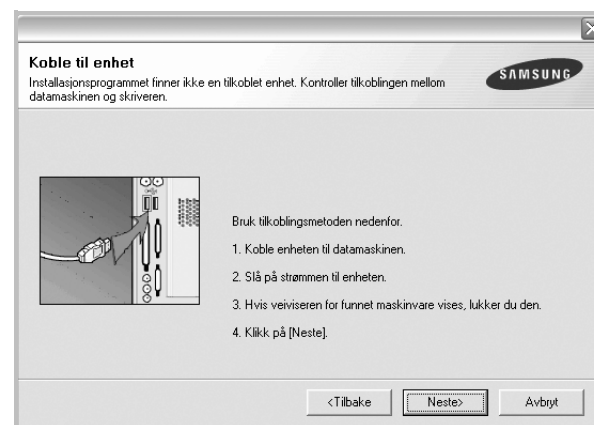 Koble til enhet
Installasjonsprogrammet finner ikke en tilkoblet enhet. Kontroller tilkoblingen mellom
datamaskinen og skriveren.
SAMSUNG
Bruk tilkoblingsmetoden nedenfor.
1. Koble enheten til datamaskinen.
2. Slå på strømmen til enheten.
3. Hvis veiviseren for funnet maskinvare vises, lukker du den.
4. Klikk på [Neste].
<Tilbake
Neste>
Avbryt